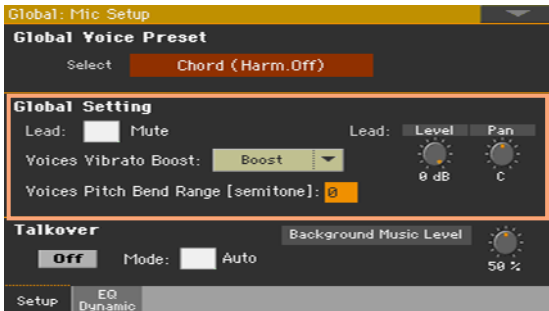 Global: Mic Setup
Global Voice Preset
Select Chord (Harm.Off)
Global Setting
Lead: Mute Lead: Level Pan
Voices Vibrato Boost: Boost
0 dB C
Voices Pitch Bend Range [semitone]: 0
Talkover Background Music Level
Off Mode: Auto 50 %
Setup EQ
Dynamic